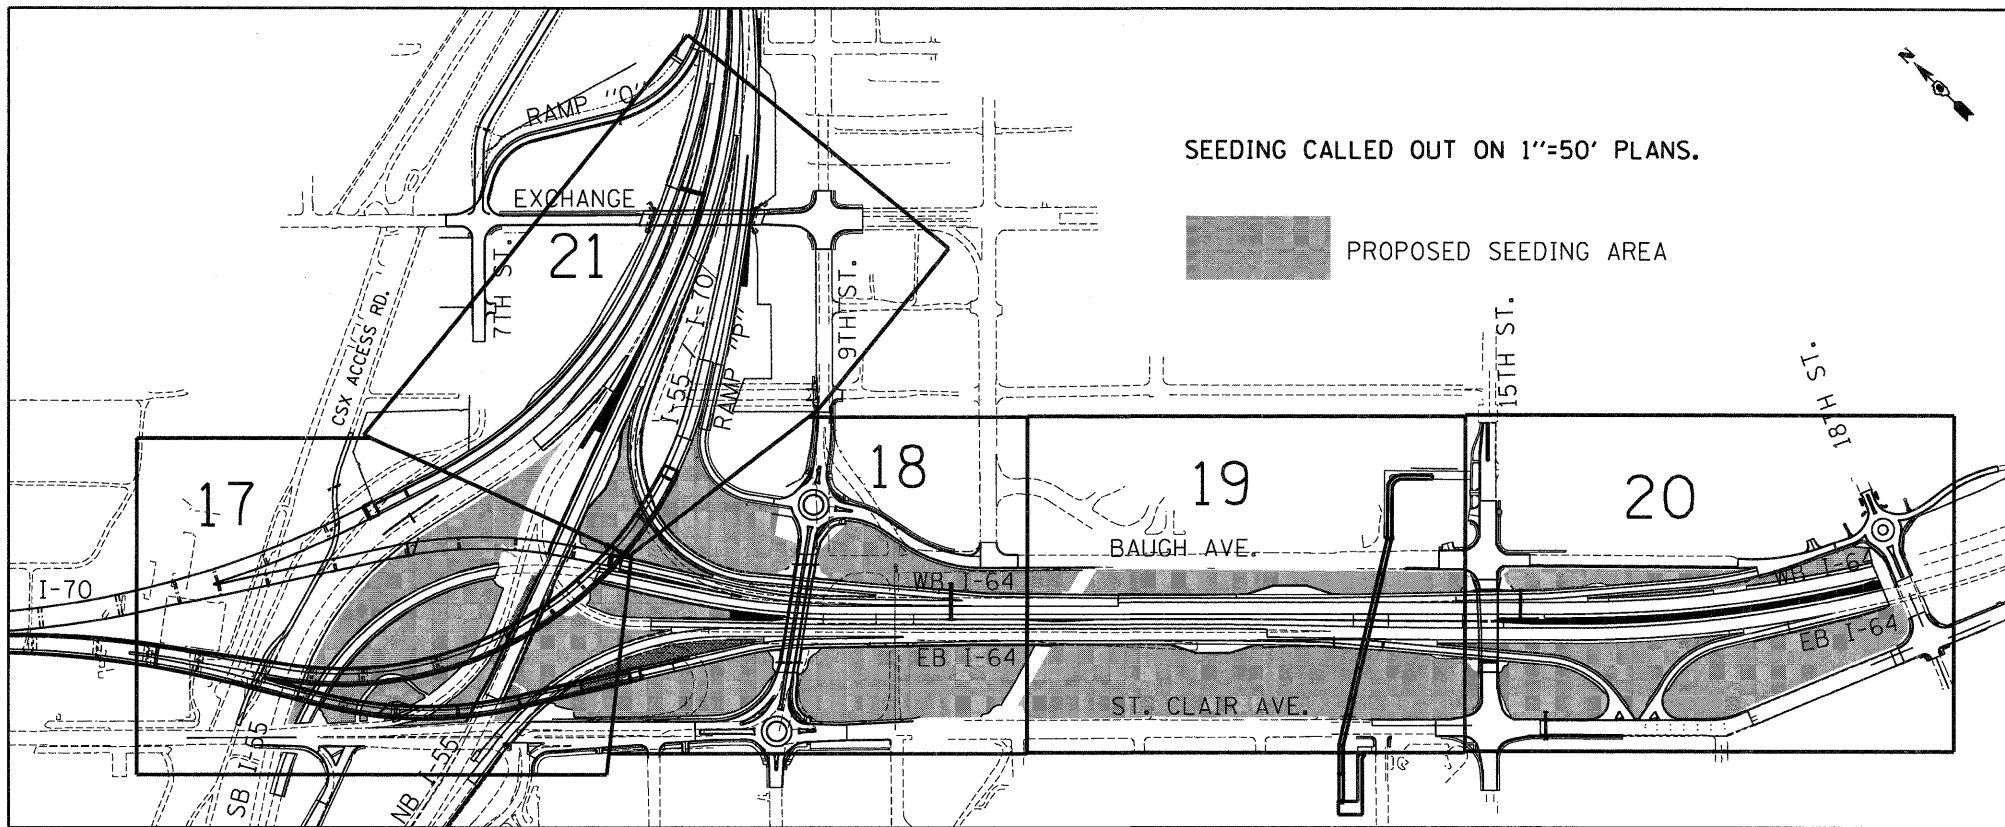 N
RAMP "Q"
SEEDING CALLED OUT ON 1"=50' PLANS.
EXCHANGE
21
7TH ST.
PROPOSED SEEDING AREA
CSX ACCESS RD.
I-55 / I-70
RAMP "P"
9TH ST.
15TH ST.
18TH ST.
17
18
19
20
I-70
BAUGH AVE.
WB I-64
WB I-64
EB I-64
EB I-64
ST. CLAIR AVE.
SB I-55
NB I-55